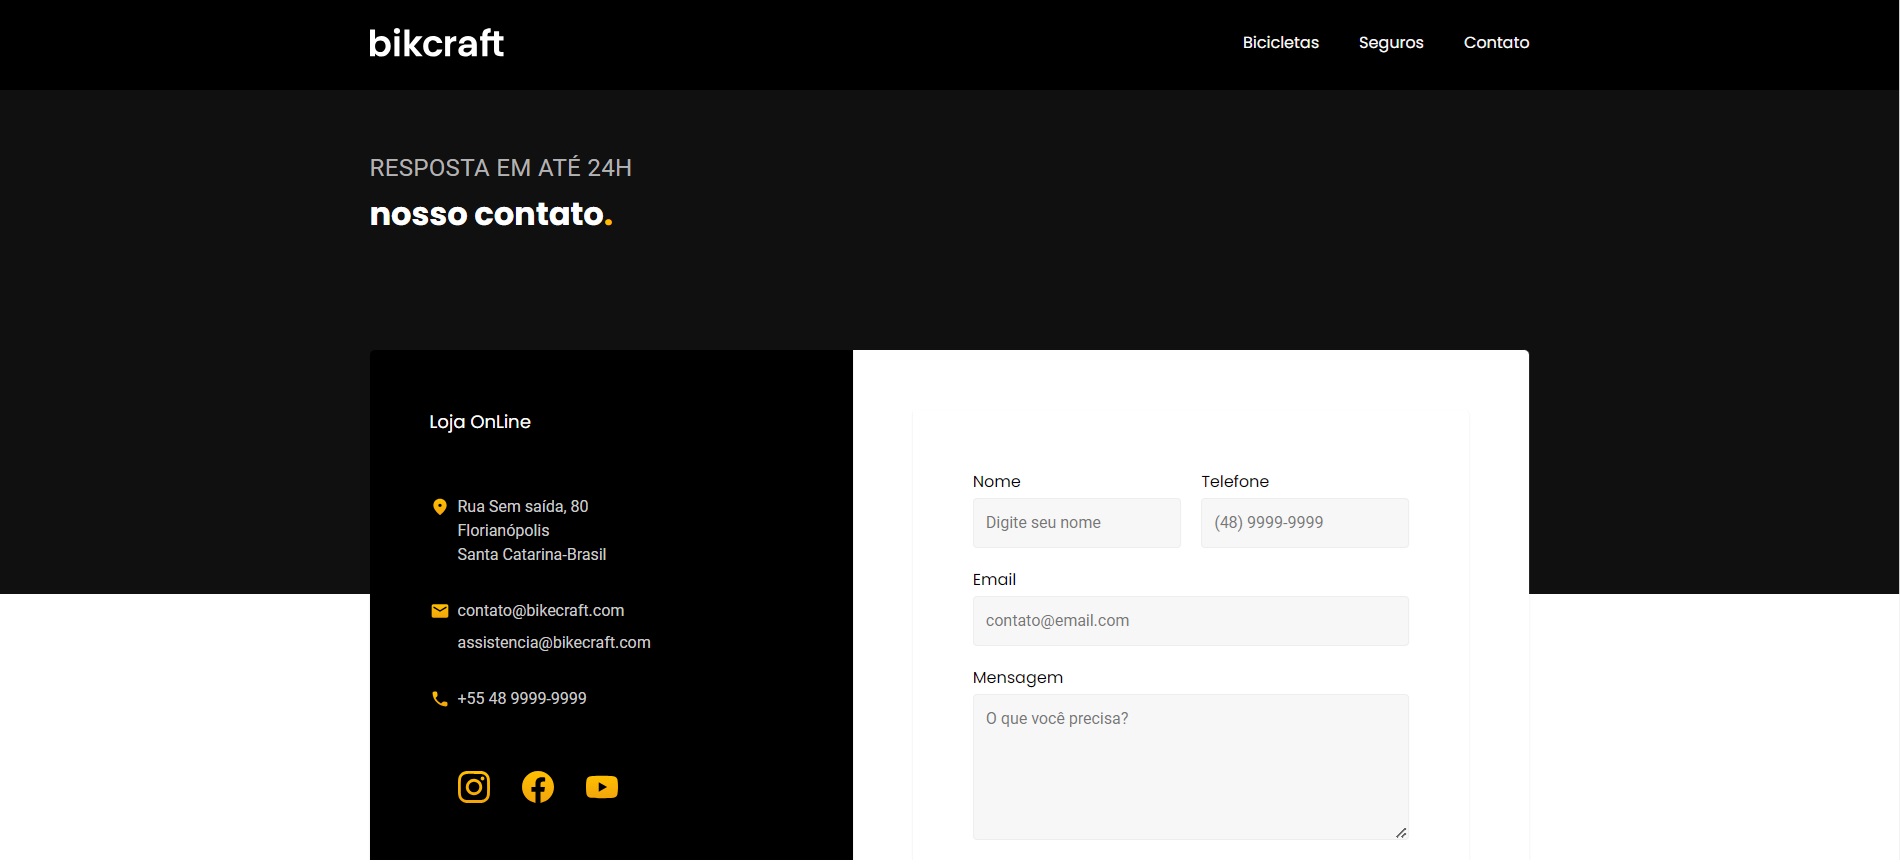 bikcraft
Bicicletas Seguros Contato
RESPOSTA EM ATÉ 24H
nosso contato.
Loja OnLine
Rua Sem saída, 80
Florianópolis
Santa Catarina-Brasil
contato@bikecraft.com
assistencia@bikecraft.com
+55 48 9999-9999
Nome
Digite seu nome
Telefone
(48) 9999-9999
Email
contato@email.com
Mensagem
O que você precisa?